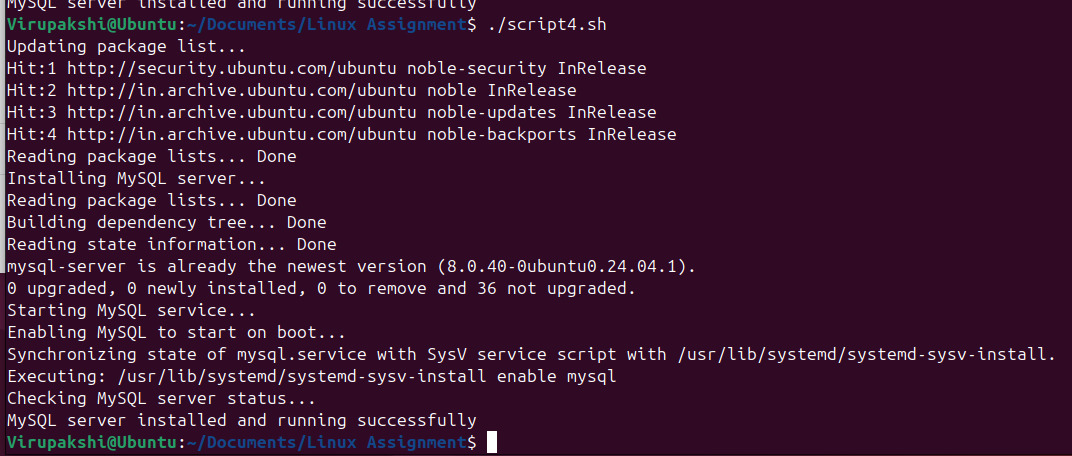 MySQL server installed and running successfully
Virupakshi@Ubuntu:~/Documents/Linux Assignment$ ./script4.sh
Updating package list...
Hit:1 http://security.ubuntu.com/ubuntu noble-security InRelease
Hit:2 http://in.archive.ubuntu.com/ubuntu noble InRelease
Hit:3 http://in.archive.ubuntu.com/ubuntu noble-updates InRelease
Hit:4 http://in.archive.ubuntu.com/ubuntu noble-backports InRelease
Reading package lists... Done
Installing MySQL server...
Reading package lists... Done
Building dependency tree... Done
Reading state information... Done
mysql-server is already the newest version (8.0.40-0ubuntu0.24.04.1).
0 upgraded, 0 newly installed, 0 to remove and 36 not upgraded.
Starting MySQL service...
Enabling MySQL to start on boot...
Synchronizing state of mysql.service with SysV service script with /usr/lib/systemd/systemd-sysv-install.
Executing: /usr/lib/systemd/systemd-sysv-install enable mysql
Checking MySQL server status...
MySQL server installed and running successfully
Virupakshi@Ubuntu:~/Documents/Linux Assignment$